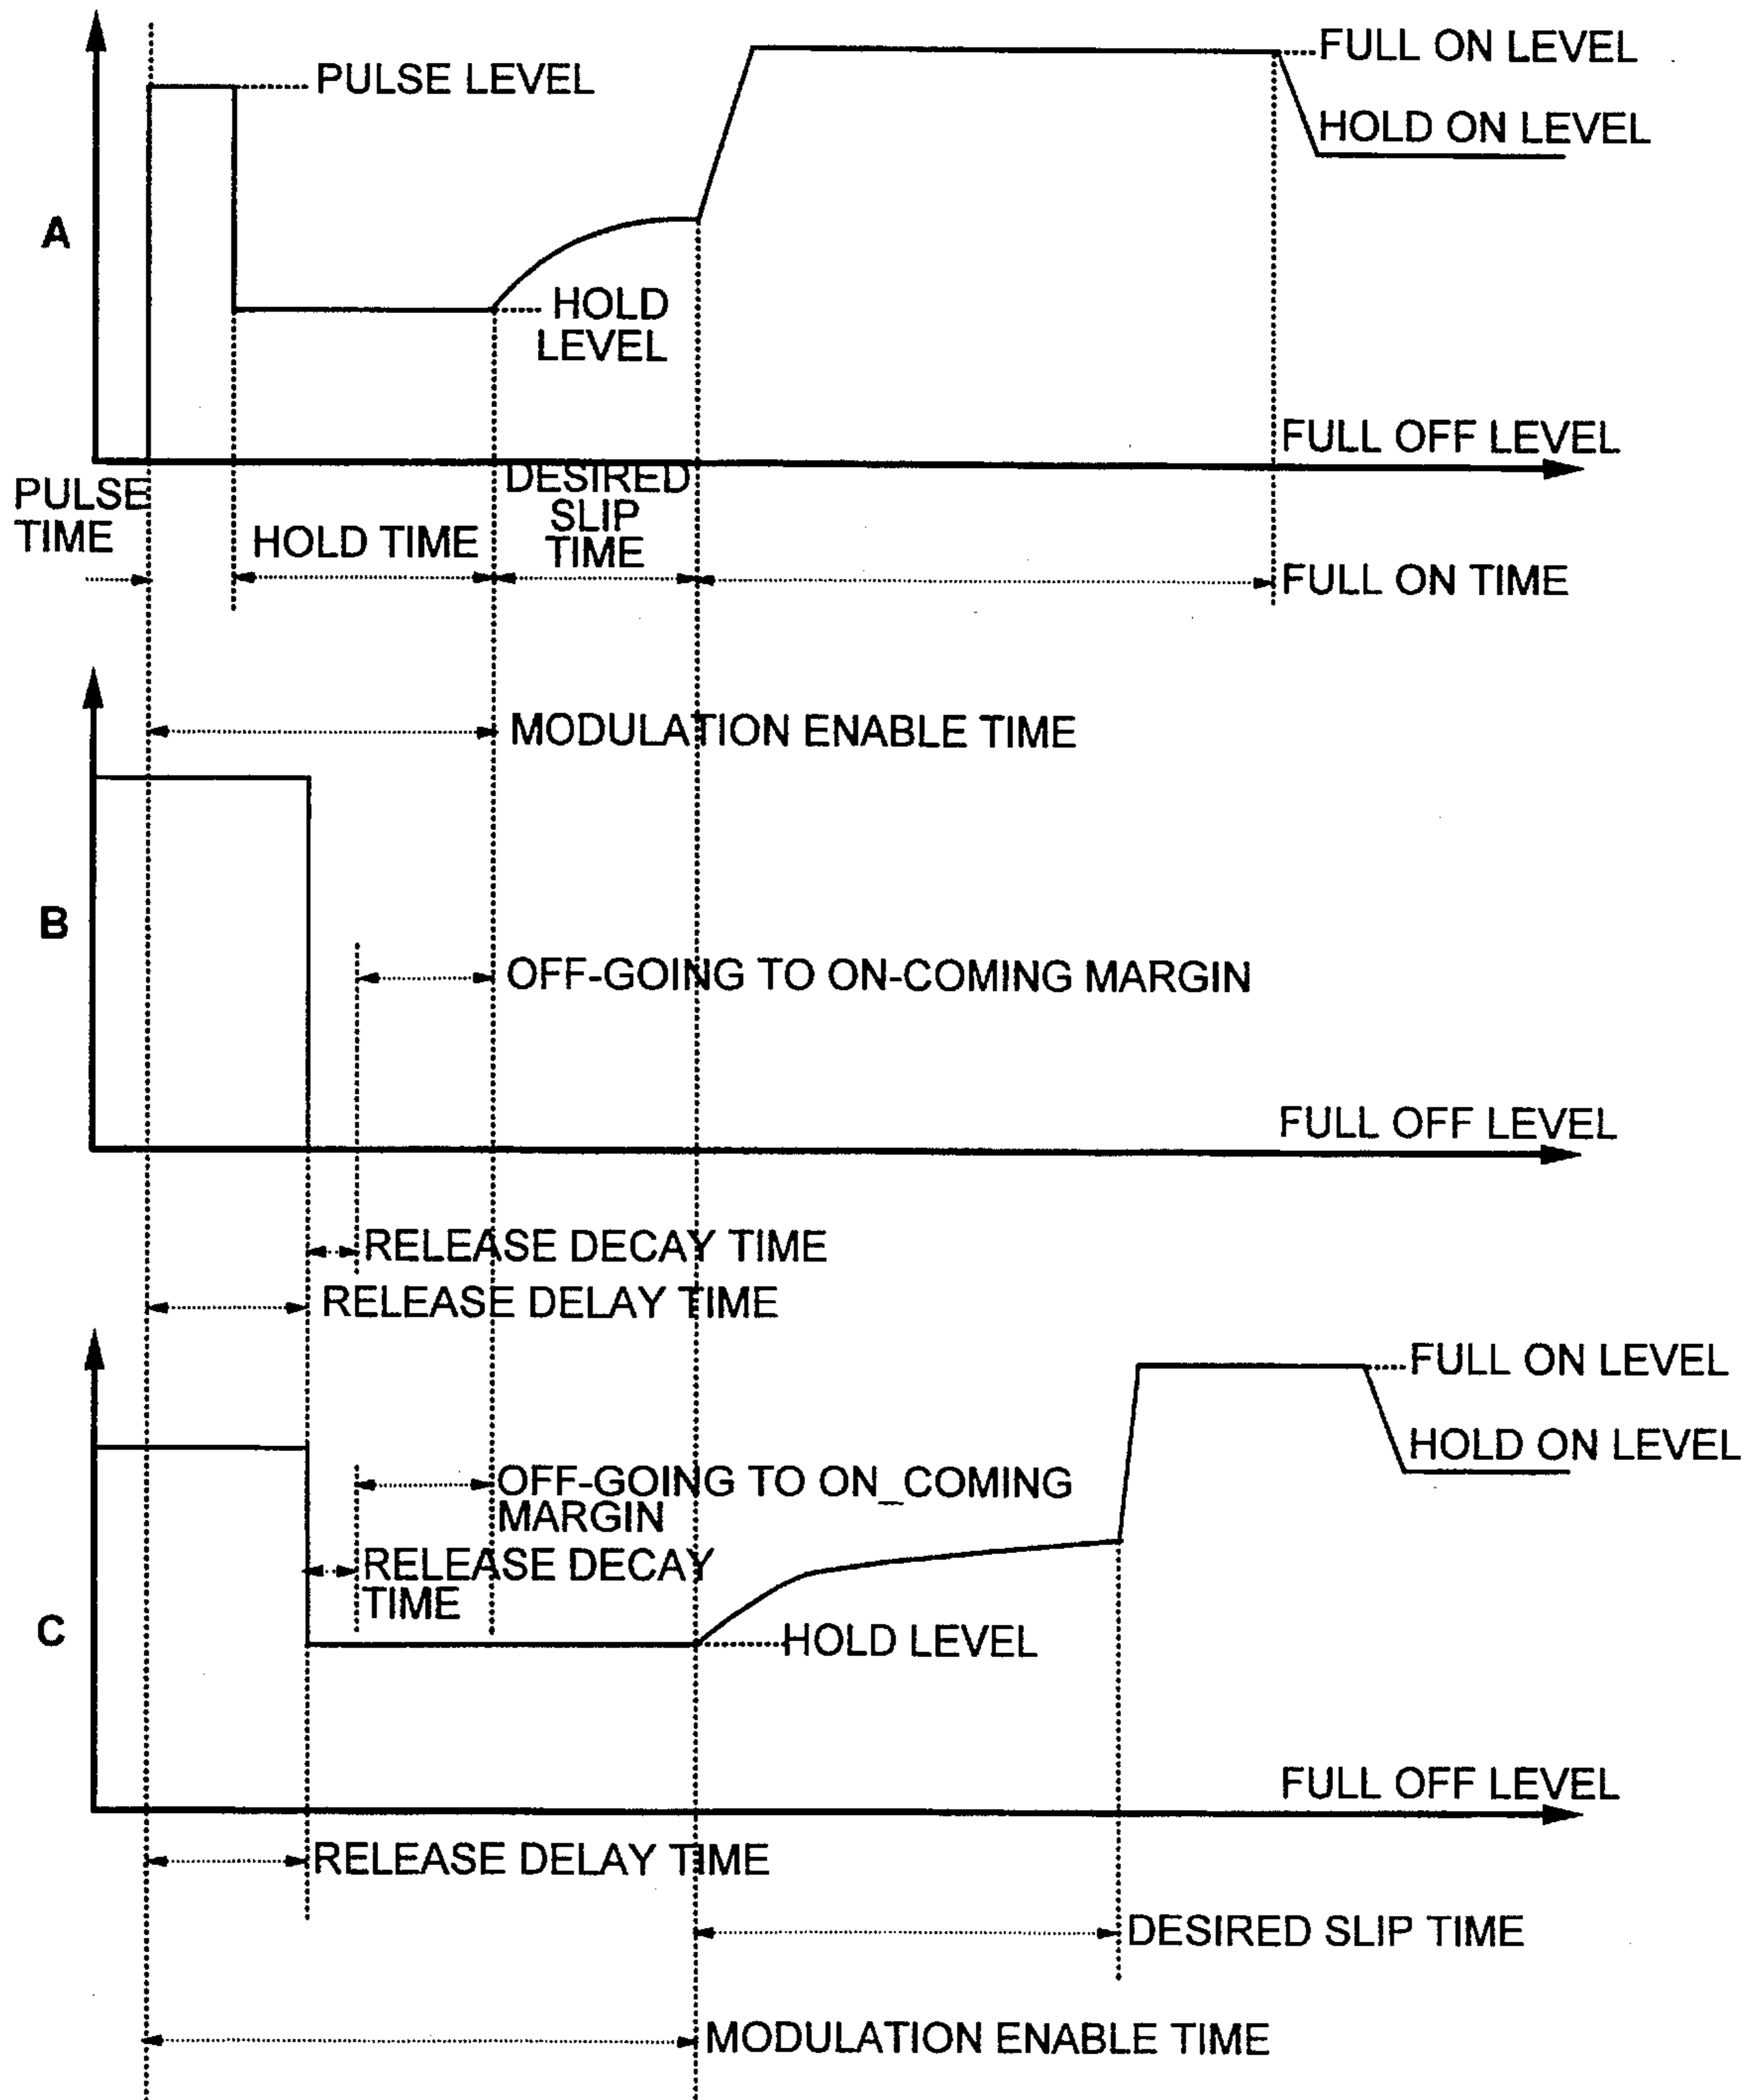 FULL ON LEVEL
PULSE LEVEL
HOLD ON LEVEL
A
HOLD
LEVEL
FULL OFF LEVEL
PULSE
TIME
HOLD TIME
DESIRED
SLIP
TIME
FULL ON TIME
MODULATION ENABLE TIME
B
OFF-GOING TO ON-COMING MARGIN
FULL OFF LEVEL
RELEASE DECAY TIME
RELEASE DELAY TIME
FULL ON LEVEL
HOLD ON LEVEL
OFF-GOING TO ON_COMING
MARGIN
RELEASE DECAY
TIME
C
HOLD LEVEL
FULL OFF LEVEL
RELEASE DELAY TIME
DESIRED SLIP TIME
MODULATION ENABLE TIME